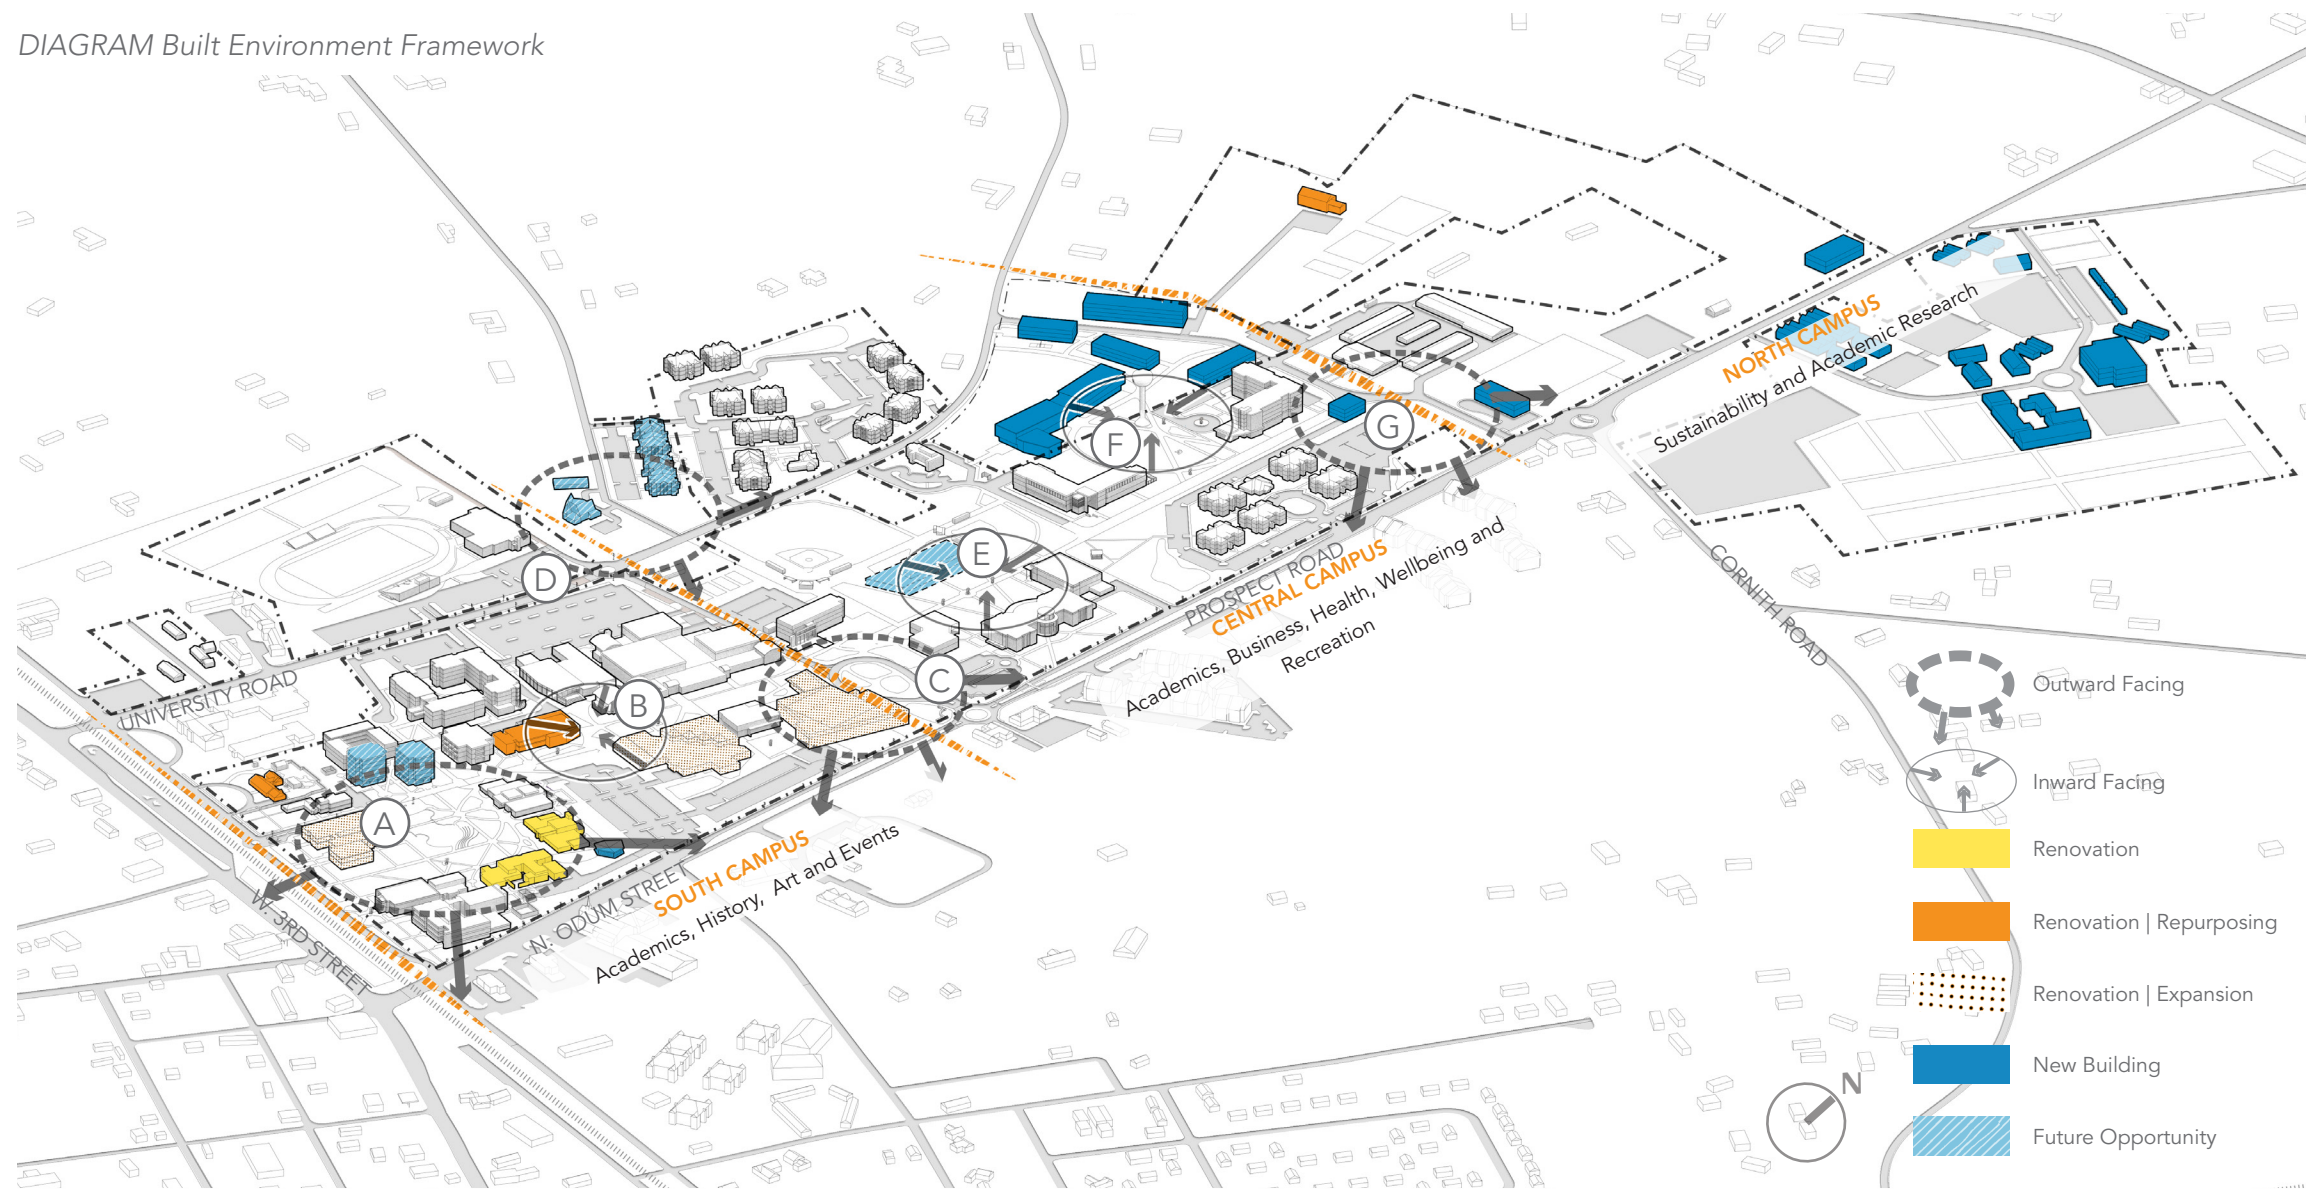 DIAGRAM Built Environment Framework
NORTH CAMPUS
Sustainability and Academic Research
F
G
E
D
PROSPECT ROAD
CENTRAL CAMPUS
Academics, Business, Health, Wellbeing and
Recreation
CORNITH ROAD
C
B
UNIVERSITY ROAD
A
N. ODUM STREET
SOUTH CAMPUS
Academics, History, Art and Events
W. 3RD STREET
Outward Facing
Inward Facing
Renovation
Renovation | Repurposing
Renovation | Expansion
New Building
Future Opportunity
N